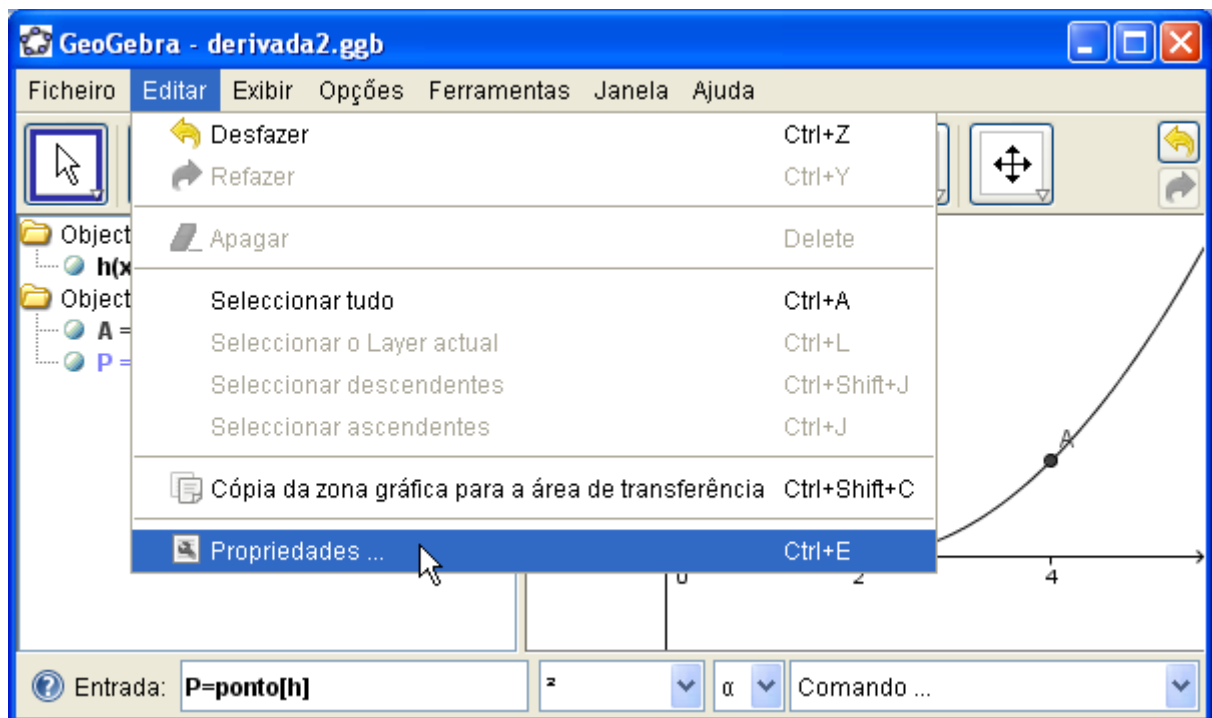 GeoGebra - derivada2.ggb
Ficheiro Editar Exibir Opções Ferramentas Janela Ajuda
Desfazer Ctrl+Z
Refazer Ctrl+Y
Apagar Delete
Seleccionar tudo Ctrl+A
Seleccionar o Layer actual Ctrl+L
Seleccionar descendentes Ctrl+Shift+J
Seleccionar ascendentes Ctrl+J
Cópia da zona gráfica para a área de transferência Ctrl+Shift+C
Propriedades ... Ctrl+E
Object
h(x
Object
A =
P =
A
0 2 4
Entrada: P=ponto[h] ² α Comando ...